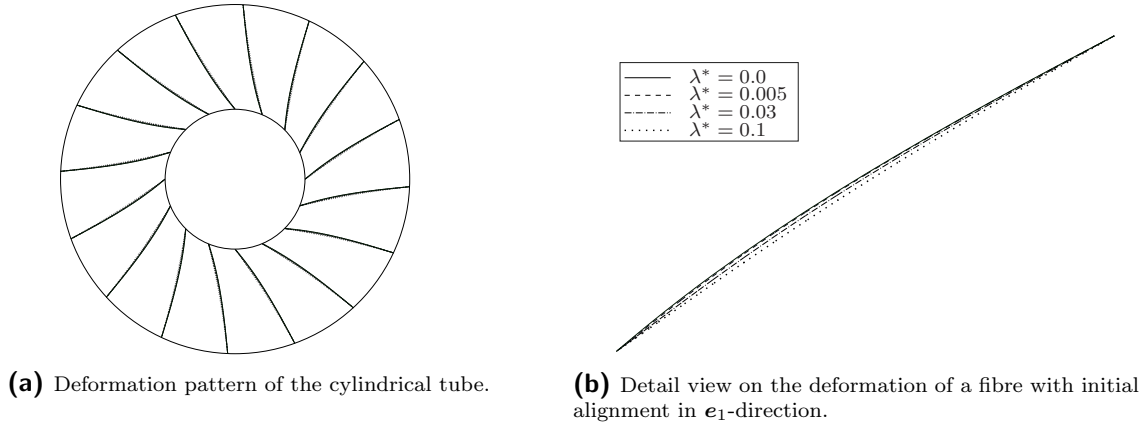 λ* = 0.0
λ* = 0.005
λ* = 0.03
λ* = 0.1
(a) Deformation pattern of the cylindrical tube.
(b) Detail view on the deformation of a fibre with initial
alignment in e₁-direction.